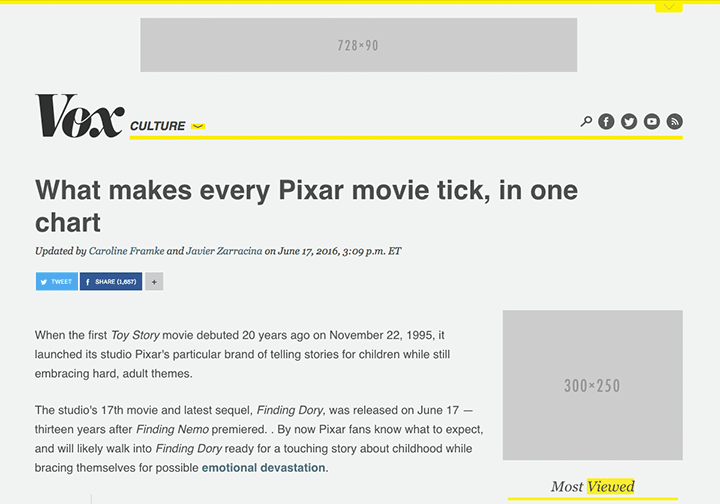 728×90
Vox
CULTURE
What makes every Pixar movie tick, in one
chart
Updated by Caroline Framke and Javier Zarracina on June 17, 2016, 3:09 p.m. ET
TWEET
SHARE (1,657)
+
When the first Toy Story movie debuted 20 years ago on November 22, 1995, it
launched its studio Pixar's particular brand of telling stories for children while still
embracing hard, adult themes.
300×250
The studio's 17th movie and latest sequel, Finding Dory, was released on June 17 —
thirteen years after Finding Nemo premiered. . By now Pixar fans know what to expect,
and will likely walk into Finding Dory ready for a touching story about childhood while
bracing themselves for possible emotional devastation.
Most Viewed